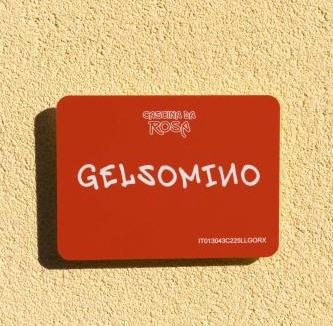 CASCINA DA
ROSA
GELSOMINO
IT013043C225LLGORX